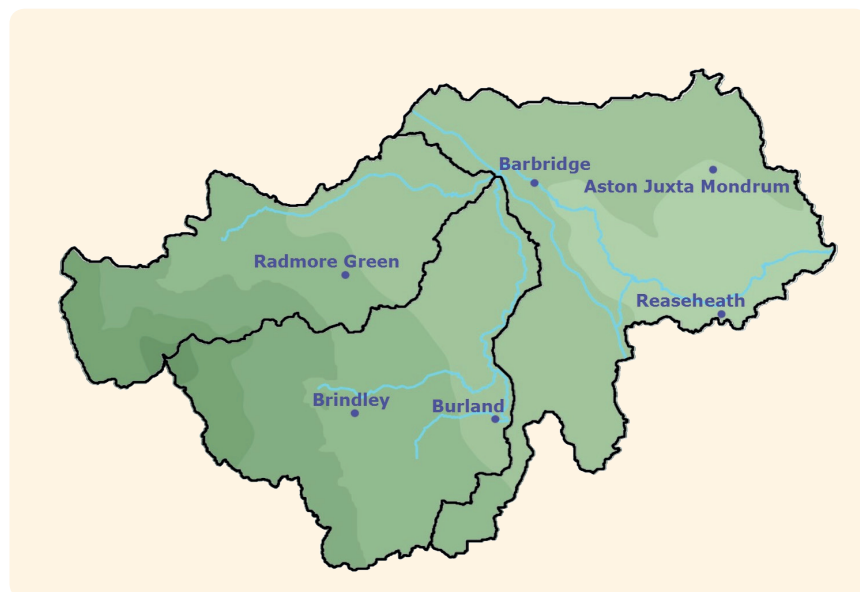 Barbridge
Aston Juxta Mondrum
Radmore Green
Reaseheath
Brindley
Burland